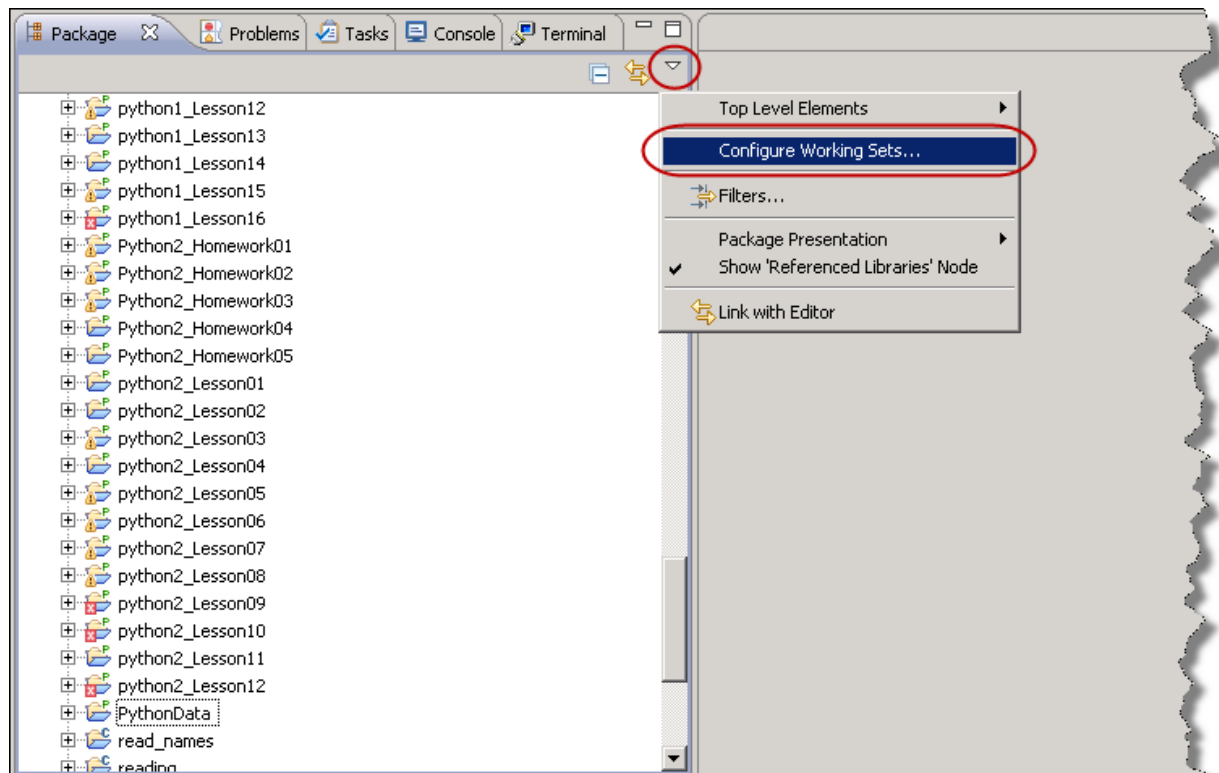 Package Problems Tasks Console Terminal
python1_Lesson12
python1_Lesson13
python1_Lesson14
python1_Lesson15
python1_Lesson16
Python2_Homework01
Python2_Homework02
Python2_Homework03
Python2_Homework04
Python2_Homework05
python2_Lesson01
python2_Lesson02
python2_Lesson03
python2_Lesson04
python2_Lesson05
python2_Lesson06
python2_Lesson07
python2_Lesson08
python2_Lesson09
python2_Lesson10
python2_Lesson11
python2_Lesson12
PythonData
read_names
reading
Top Level Elements
Configure Working Sets...
Filters...
Package Presentation
Show 'Referenced Libraries' Node
Link with Editor